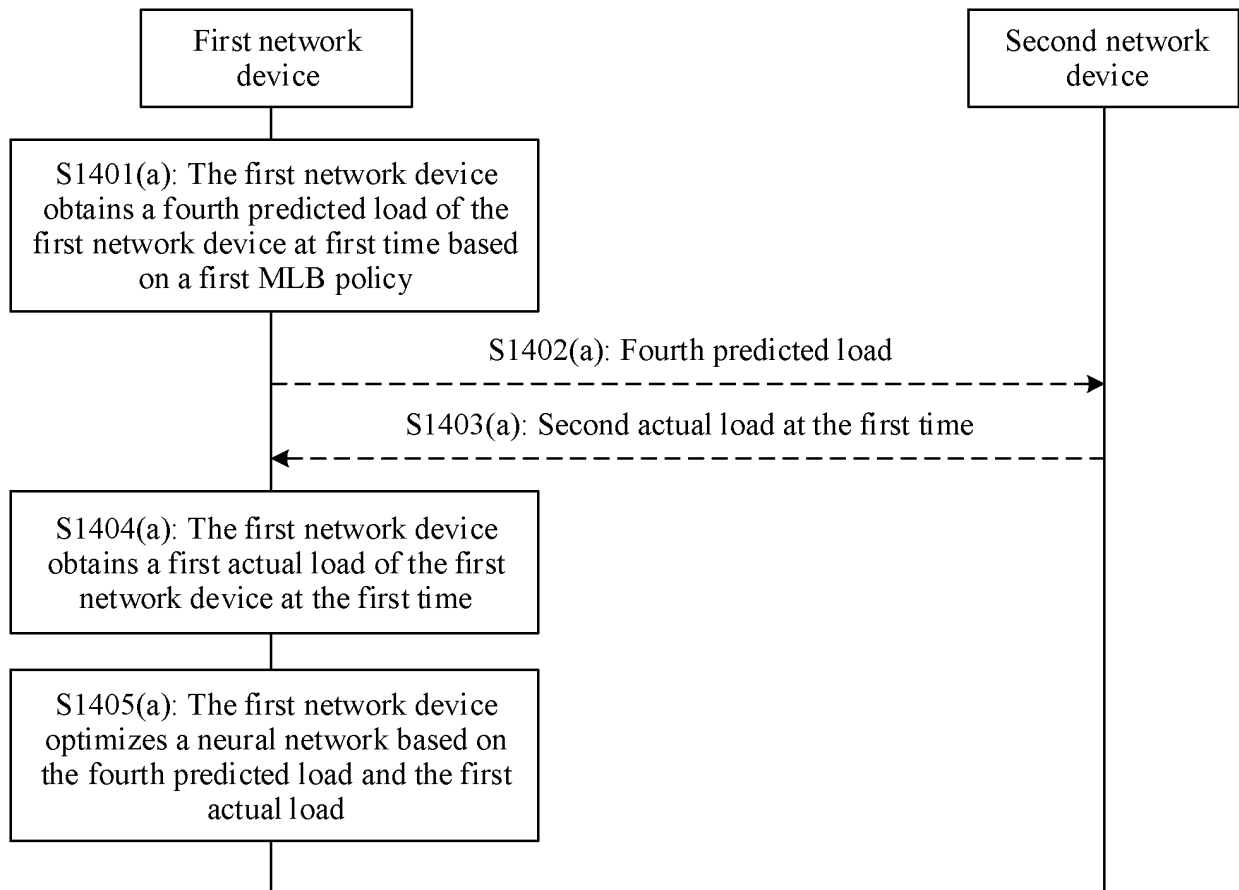 First network
device
Second network
device
S1401(a): The first network device
obtains a fourth predicted load of the
first network device at first time based
on a first MLB policy
S1402(a): Fourth predicted load
S1403(a): Second actual load at the first time
S1404(a): The first network device
obtains a first actual load of the first
network device at the first time
S1405(a): The first network device
optimizes a neural network based on
the fourth predicted load and the first
actual load